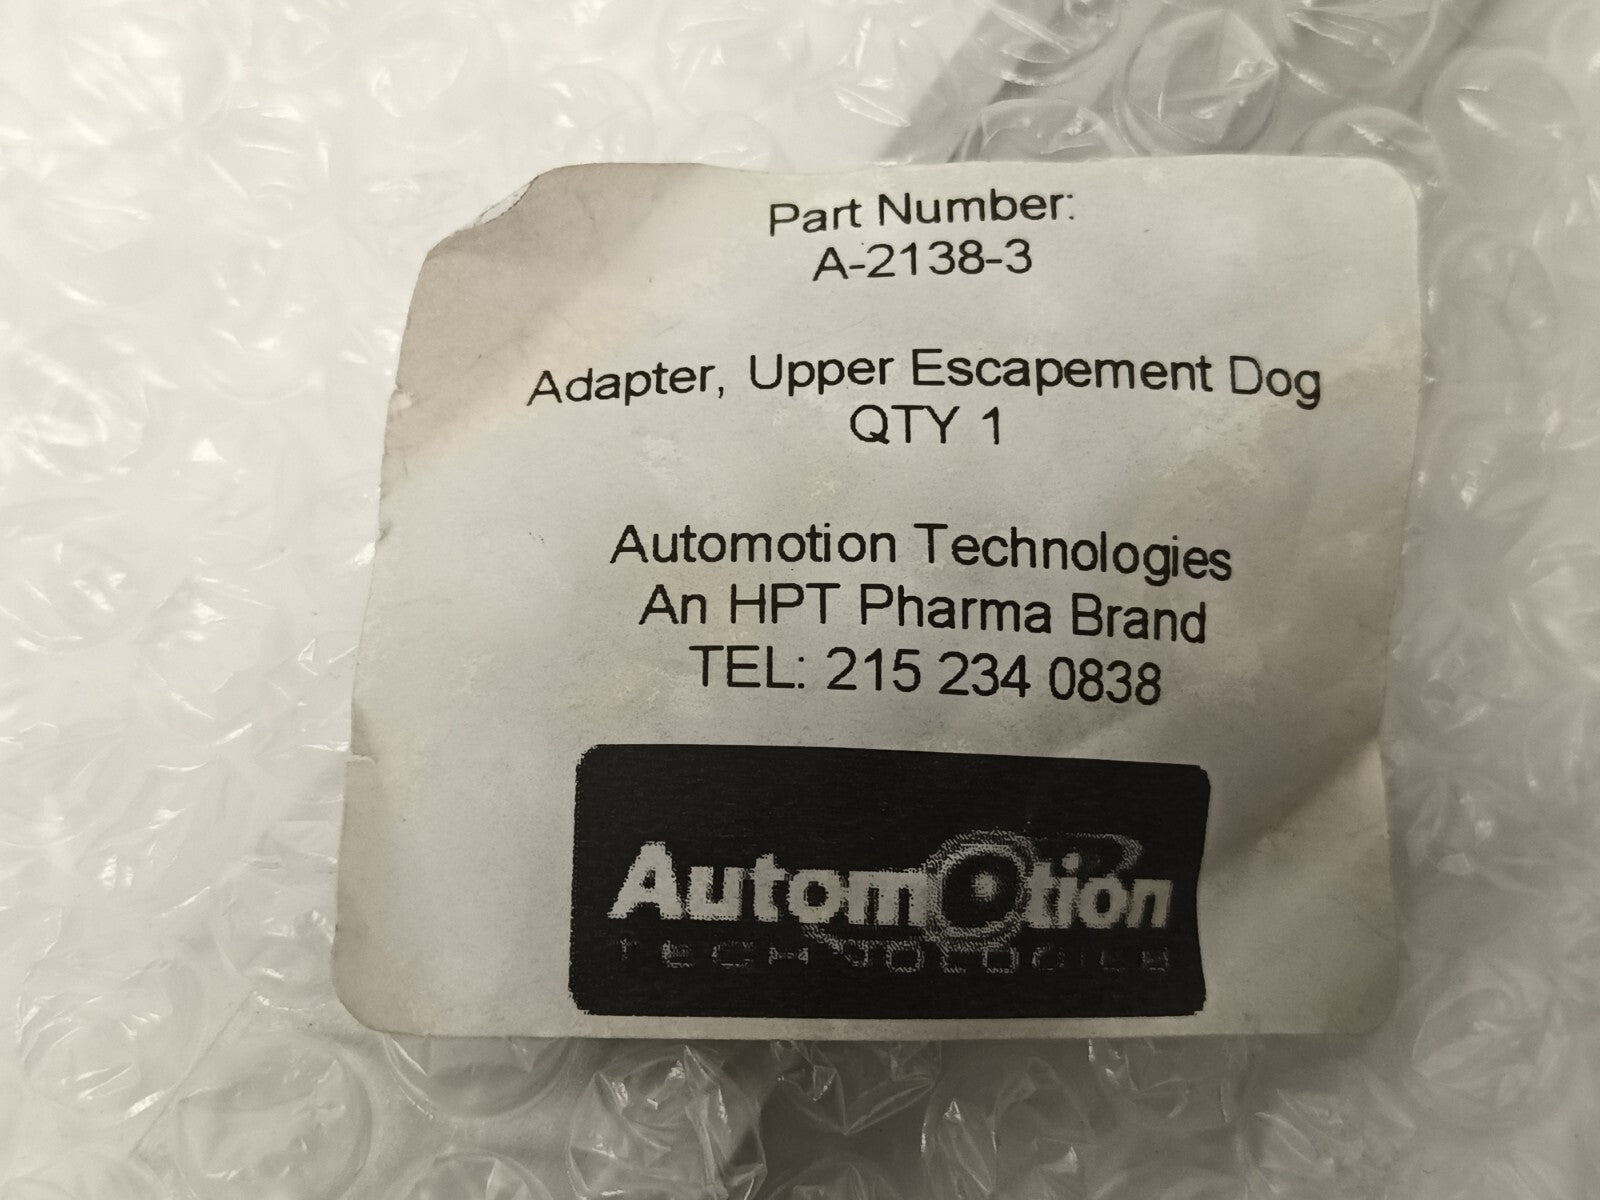 Part Number:
A-2138-3
Adapter, Upper Escapement Dog
QTY 1
Automotion Technologies
An HPT Pharma Brand
TEL: 215 234 0838
Automotion
TECHNOLOGIES